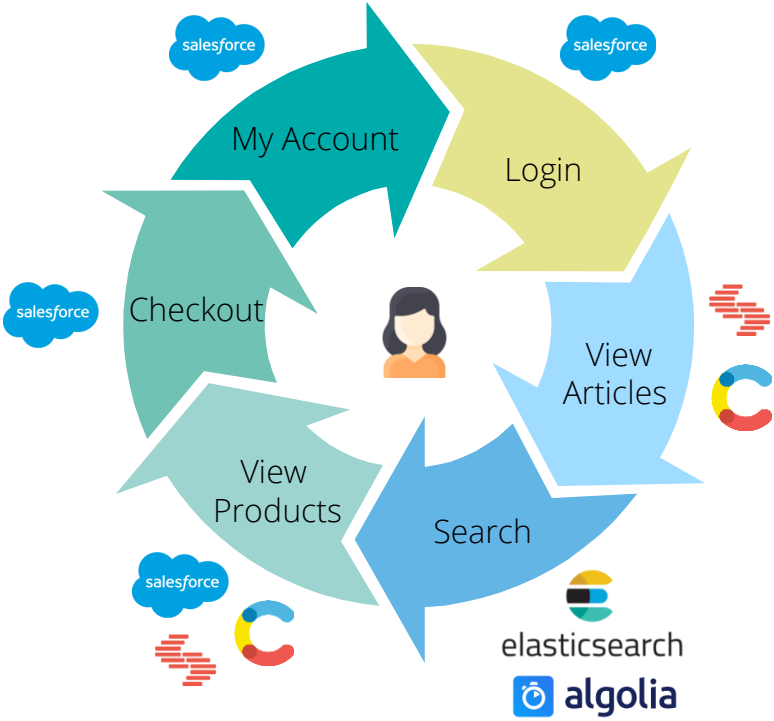 salesforce
salesforce
My Account
Login
salesforce
Checkout
View
Articles
View
Products
Search
salesforce
elasticsearch
algolia